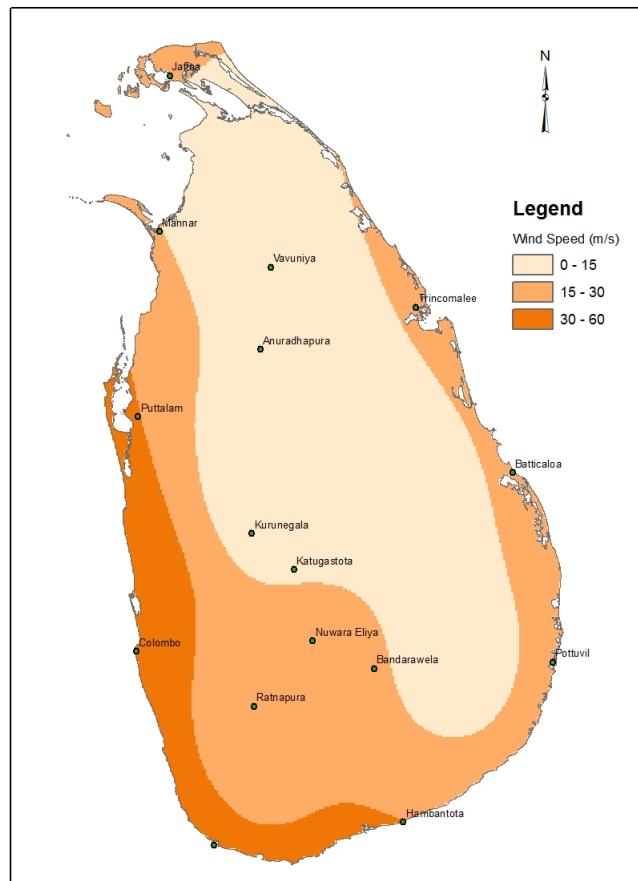 Jaffna
N
Mannar
Legend
Wind Speed (m/s)
0 - 15
15 - 30
30 - 60
Vavuniya
Trincomalee
Anuradhapura
Puttalam
Batticaloa
Kurunegala
Katugastota
Nuwara Eliya
Colombo
Bandarawela
Pottuvil
Ratnapura
Hambantota